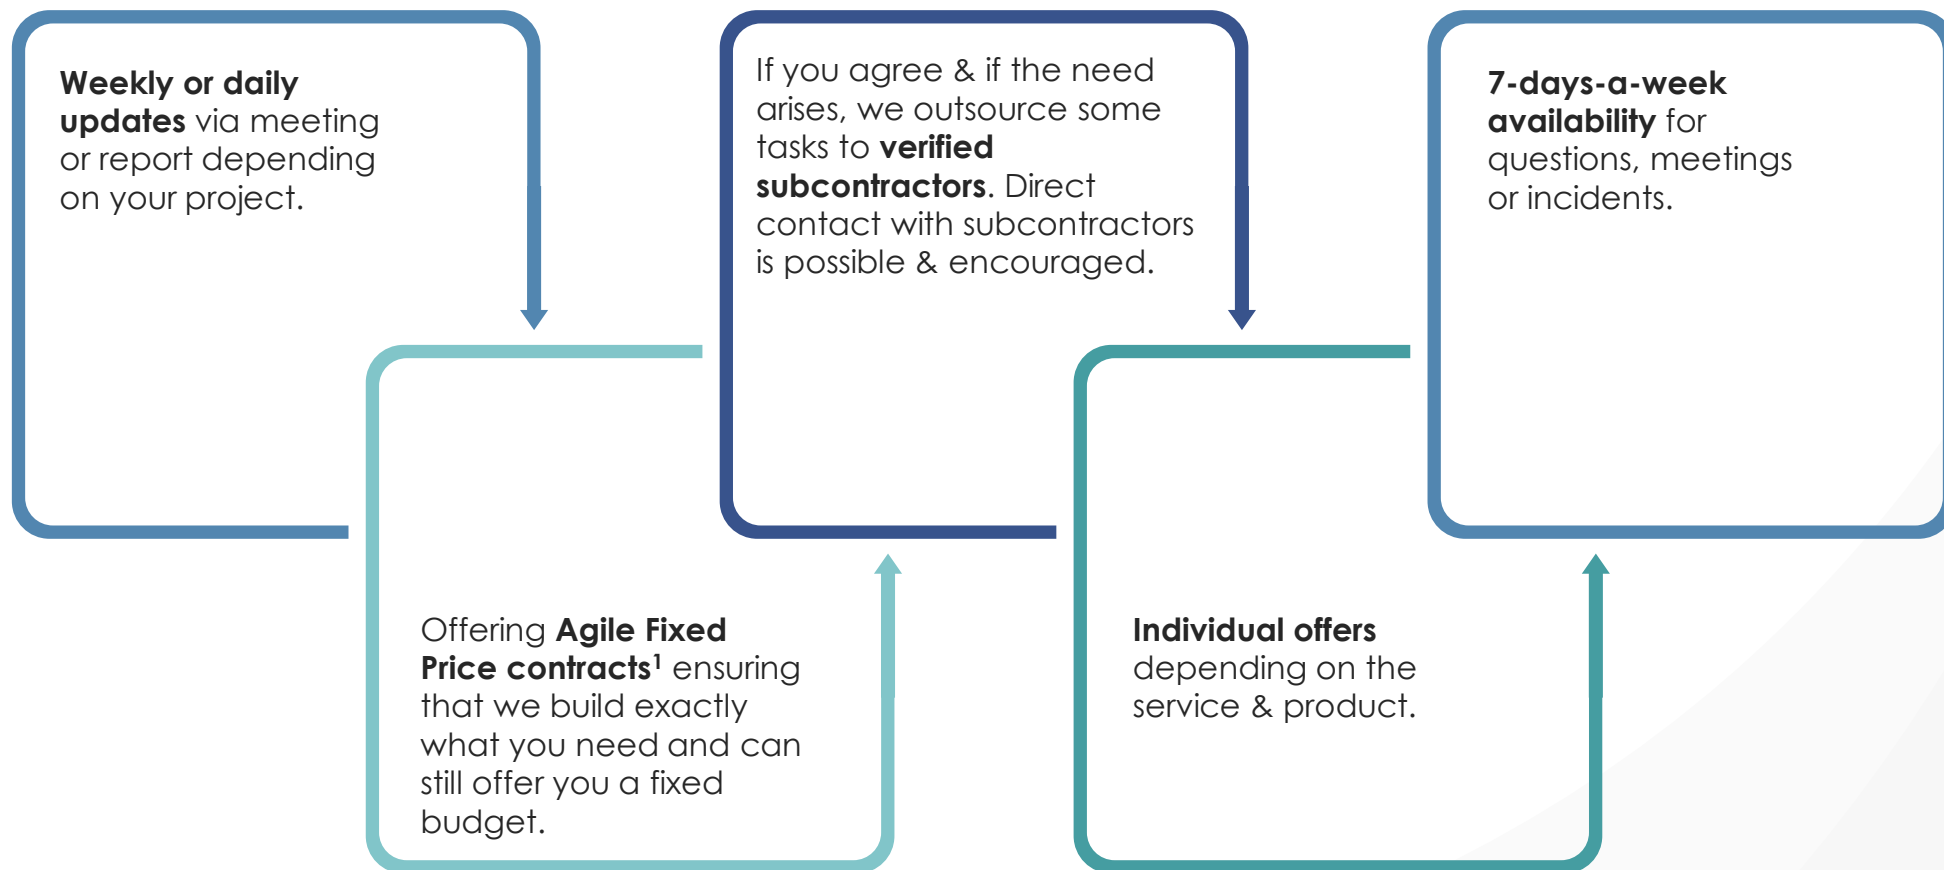 Weekly or daily
updates via meeting
or report depending
on your project.
Offering Agile Fixed
Price contracts¹ ensuring
that we build exactly
what you need and can
still offer you a fixed
budget.
If you agree & if the need
arises, we outsource some
tasks to verified
subcontractors. Direct
contact with subcontractors
is possible & encouraged.
Individual offers
depending on the
service & product.
7-days-a-week
availability for
questions, meetings
or incidents.